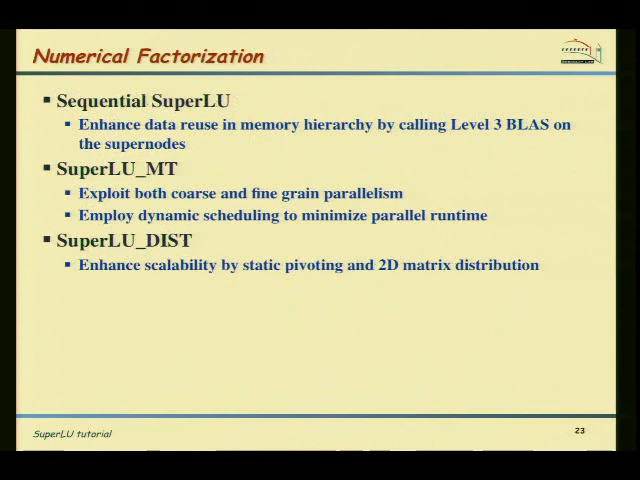 Numerical Factorization
Sequential SuperLU
Enhance data reuse in memory hierarchy by calling Level 3 BLAS on
the supernodes
SuperLU_MT
Exploit both coarse and fine grain parallelism
Employ dynamic scheduling to minimize parallel runtime
SuperLU_DIST
Enhance scalability by static pivoting and 2D matrix distribution
SuperLU tutorial
23